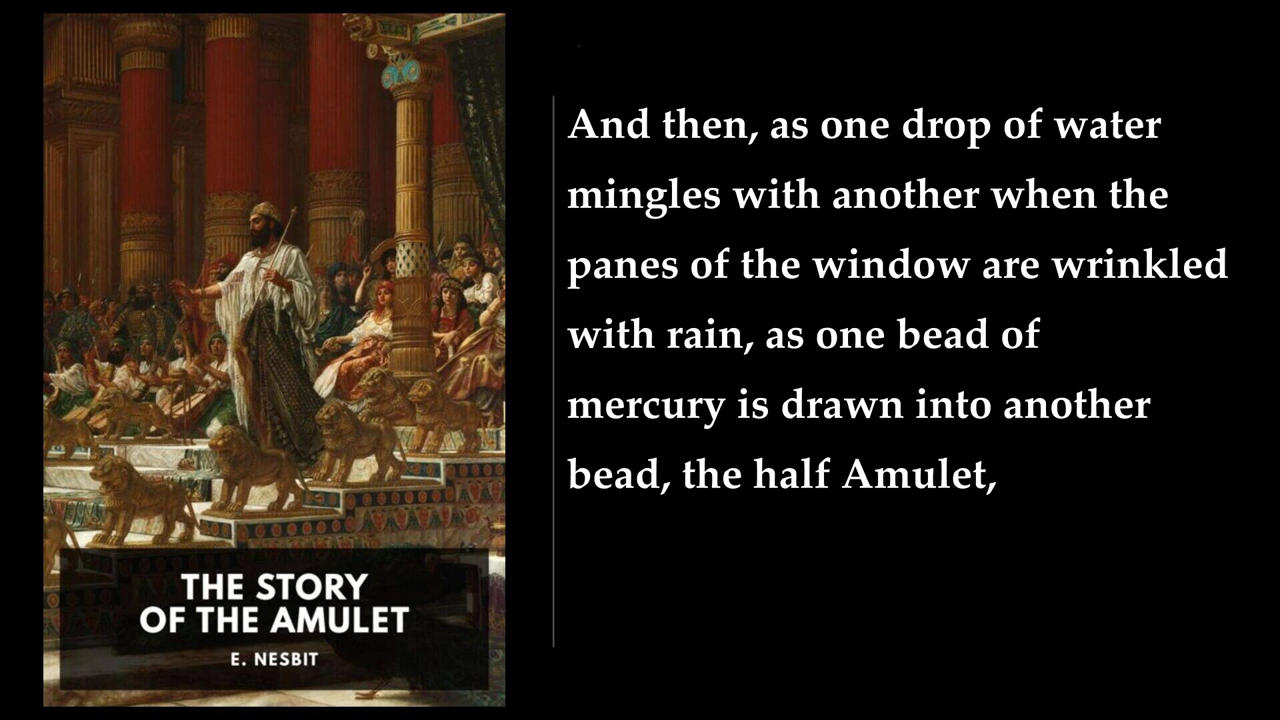 THE STORY
OF THE AMULET
E. NESBIT
And then, as one drop of water
mingles with another when the
panes of the window are wrinkled
with rain, as one bead of
mercury is drawn into another
bead, the half Amulet,